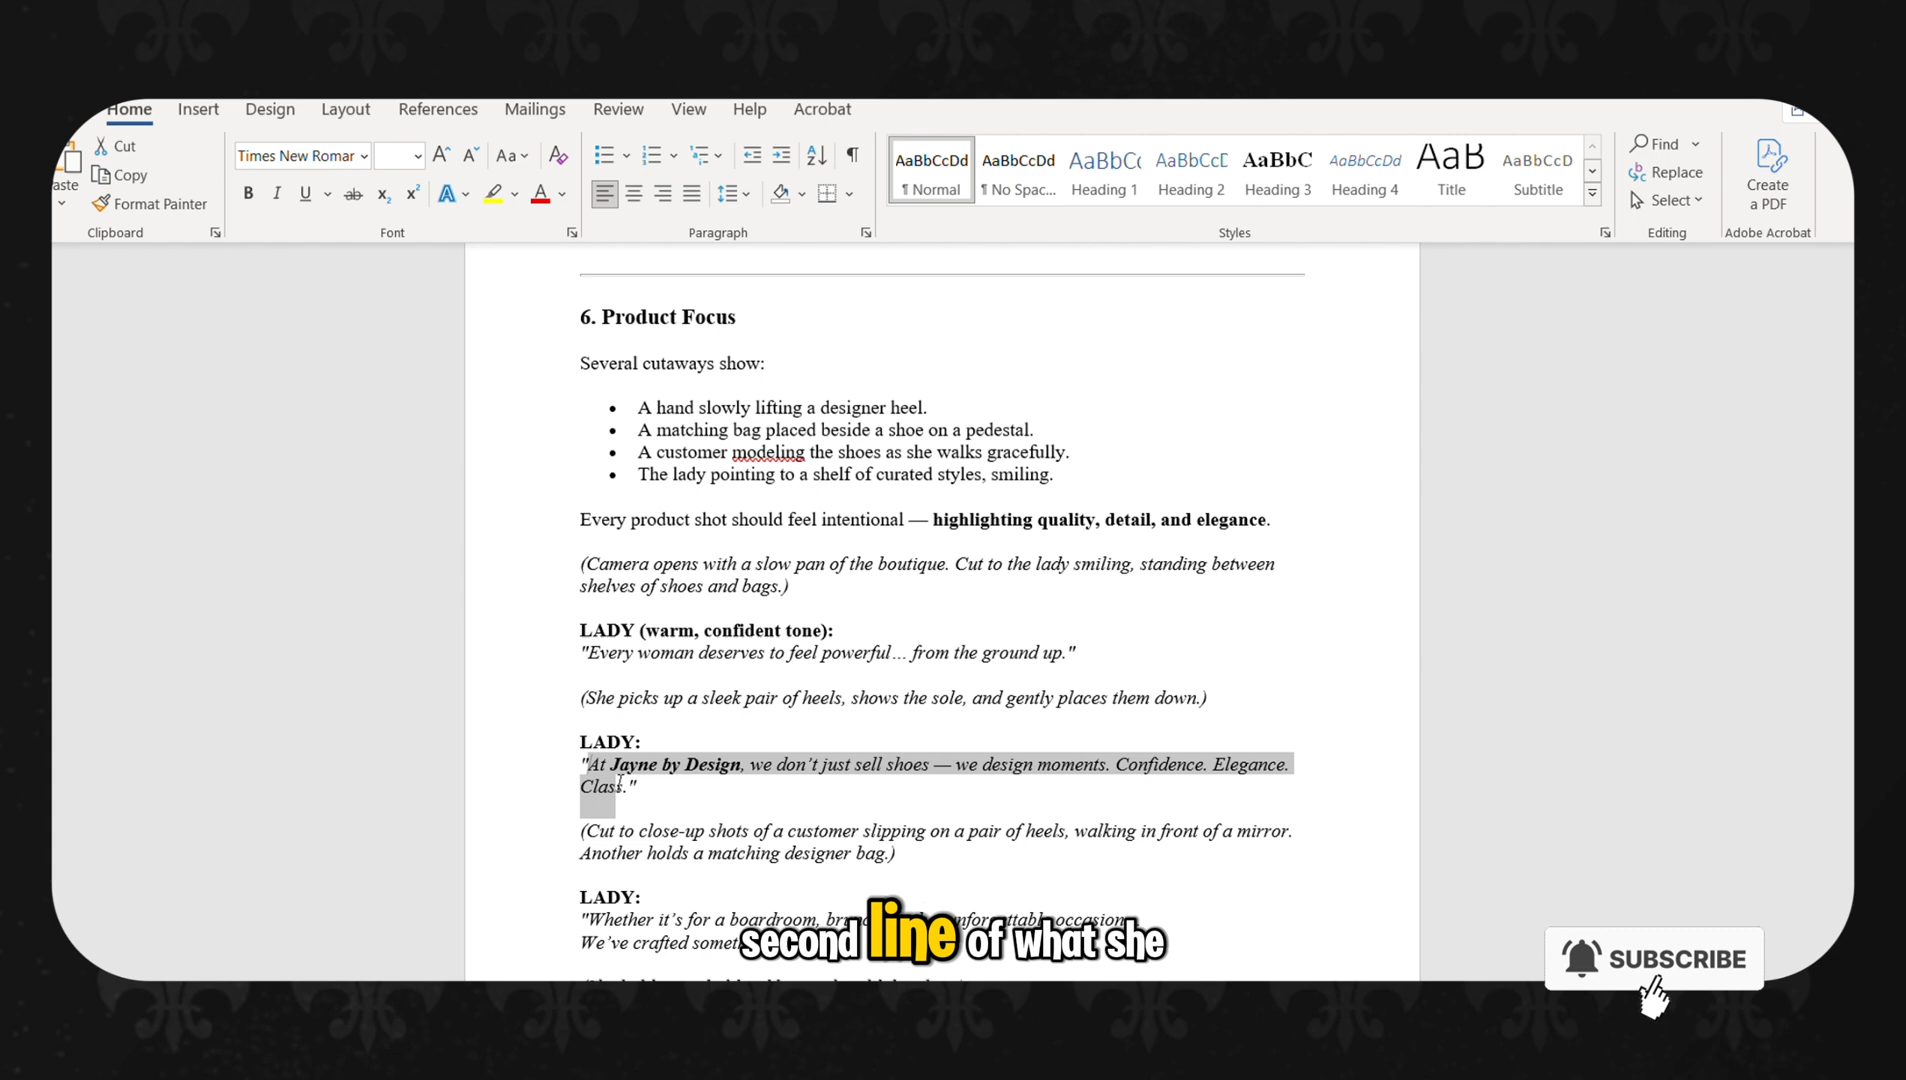 Home Insert Design Layout References Mailings Review View Help Acrobat
Cut
Copy
Format Painter
Clipboard
Times New Romar
Font
Paragraph
AaBbCcDd AaBbCcDd AaBbC AaBbCcD AaBbC AaBbCcDd AaB AaBbCcD
¶ Normal ¶ No Spac... Heading 1 Heading 2 Heading 3 Heading 4 Title Subtitle
Styles
Find
Replace
Select
Editing
Create
a PDF
Adobe Acrobat
6. Product Focus
Several cutaways show:
• A hand slowly lifting a designer heel.
• A matching bag placed beside a shoe on a pedestal.
• A customer modeling the shoes as she walks gracefully.
• The lady pointing to a shelf of curated styles, smiling.
Every product shot should feel intentional — highlighting quality, detail, and elegance.
(Camera opens with a slow pan of the boutique. Cut to the lady smiling, standing between
shelves of shoes and bags.)
LADY (warm, confident tone):
"Every woman deserves to feel powerful… from the ground up."
(She picks up a sleek pair of heels, shows the sole, and gently places them down.)
LADY:
"At Jayne by Design, we don’t just sell shoes — we design moments. Confidence. Elegance.
Class."
(Cut to close-up shots of a customer slipping on a pair of heels, walking in front of a mirror.
Another holds a matching designer bag.)
LADY:
"Whether it’s for a boardroom, occasion
We’ve crafted
second line of what she
SUBSCRIBE